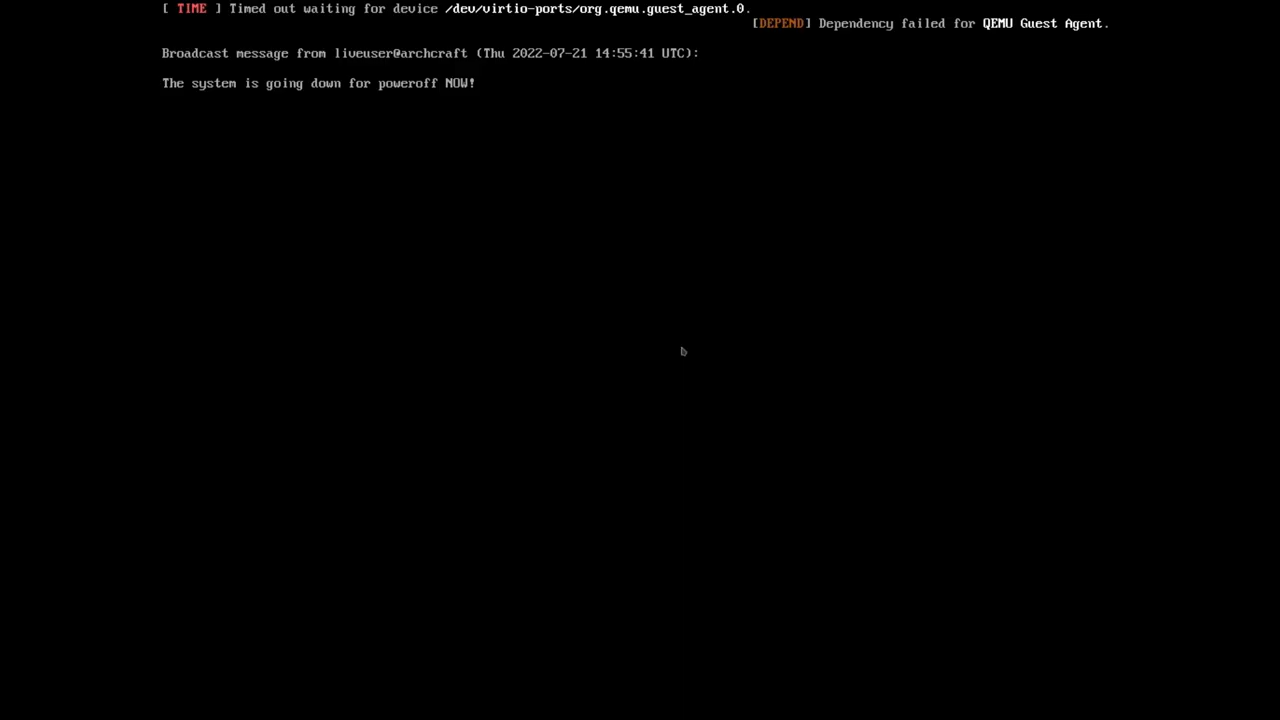 [ TIME ] Timed out waiting for device /dev/virtio-ports/org.qemu.guest_agent.0.
[DEPEND] Dependency failed for QEMU Guest Agent.
Broadcast message from liveuser@archcraft (Thu 2022-07-21 14:55:41 UTC):
The system is going down for poweroff NOW!